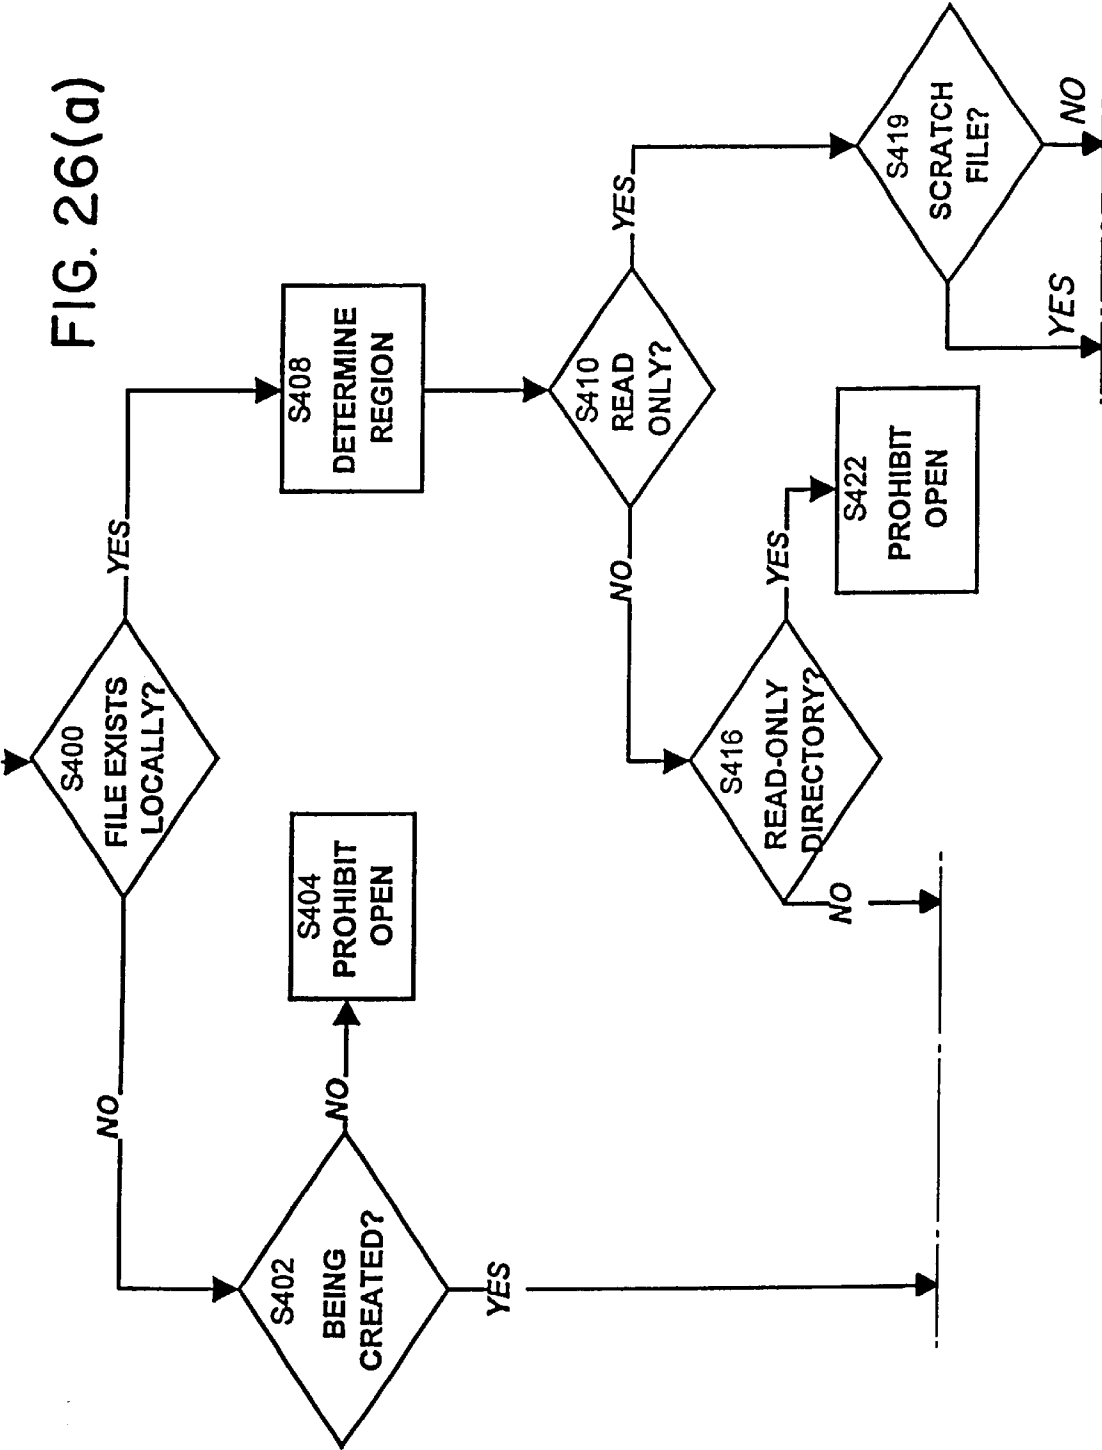 FIG. 26(a)
S400
FILE EXISTS
LOCALLY?
NO
YES
S402
BEING
CREATED?
NO
YES
S404
PROHIBIT
OPEN
S408
DETERMINE
REGION
S410
READ
ONLY?
NO
YES
S416
READ-ONLY
DIRECTORY?
NO
YES
S422
PROHIBIT
OPEN
S419
SCRATCH
FILE?
YES
NO